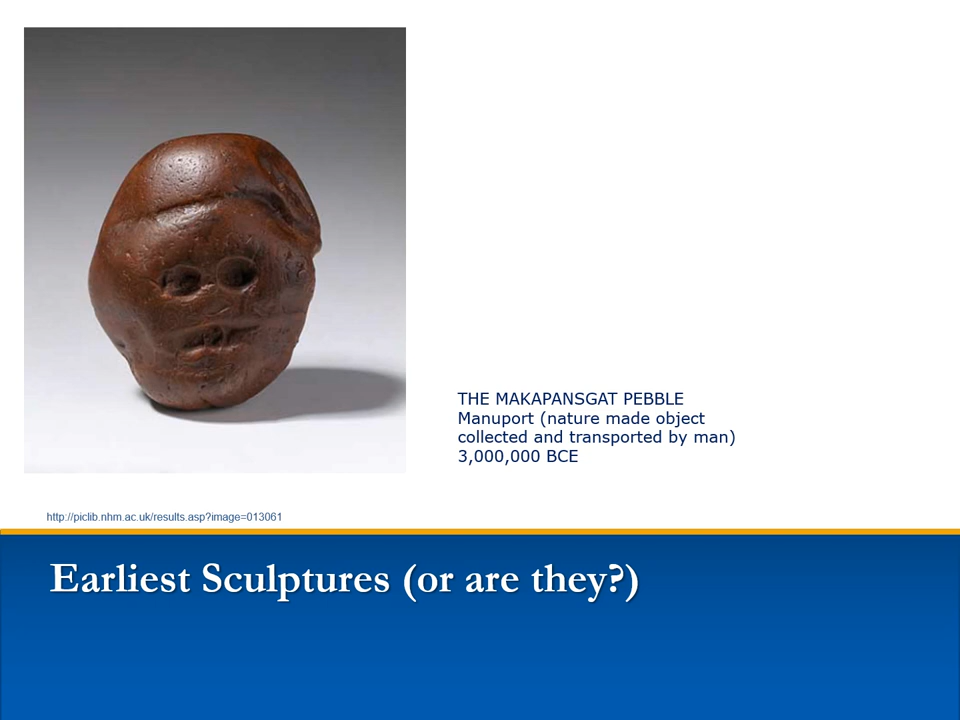 THE MAKAPANSGAT PEBBLE
Manuport (nature made object
collected and transported by man)
3,000,000 BCE
http://piclib.nhm.ac.uk/results.asp?image=013061
Earliest Sculptures (or are they?)